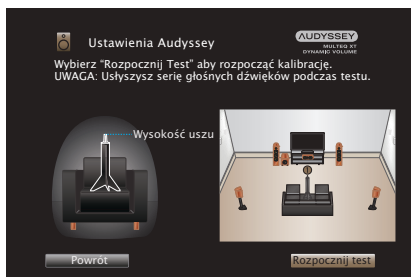 Ustawienia Audyssey
AUDYSSEY
MULTEQ XT
DYNAMIC VOLUME
Wybierz “Rozpocznij Test” aby rozpocząć kalibrację.
UWAGA: Usłyszysz serię głośnych dźwięków podczas testu.
Wysokość uszu
Powrót
Rozpocznij test